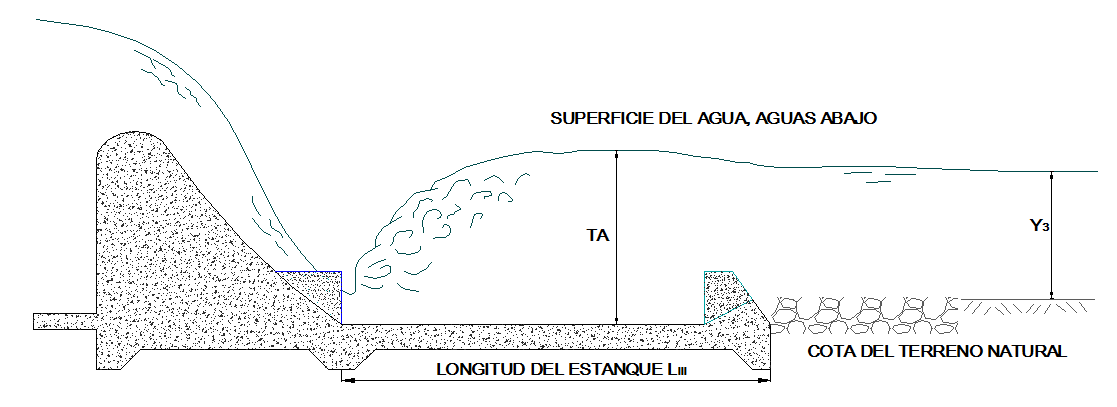 SUPERFICIE DEL AGUA, AGUAS ABAJO
TA
Y3
COTA DEL TERRENO NATURAL
LONGITUD DEL ESTANQUE LIII